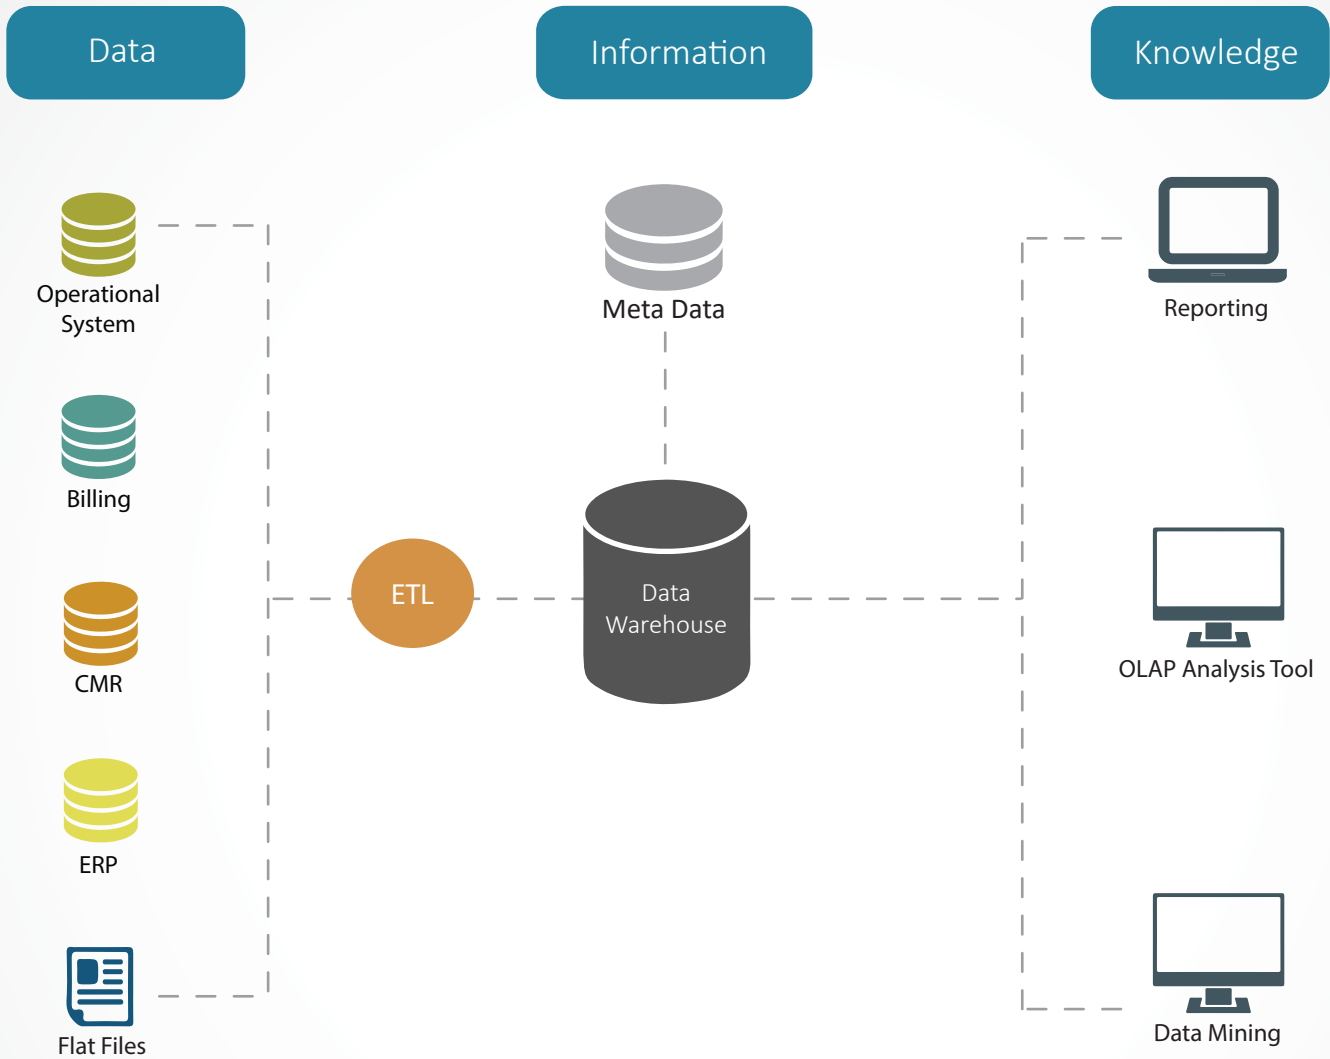 Data
Information
Knowledge
Operational
System
Billing
CMR
ERP
Flat Files
ETL
Meta Data
Data
Warehouse
Reporting
OLAP Analysis Tool
Data Mining